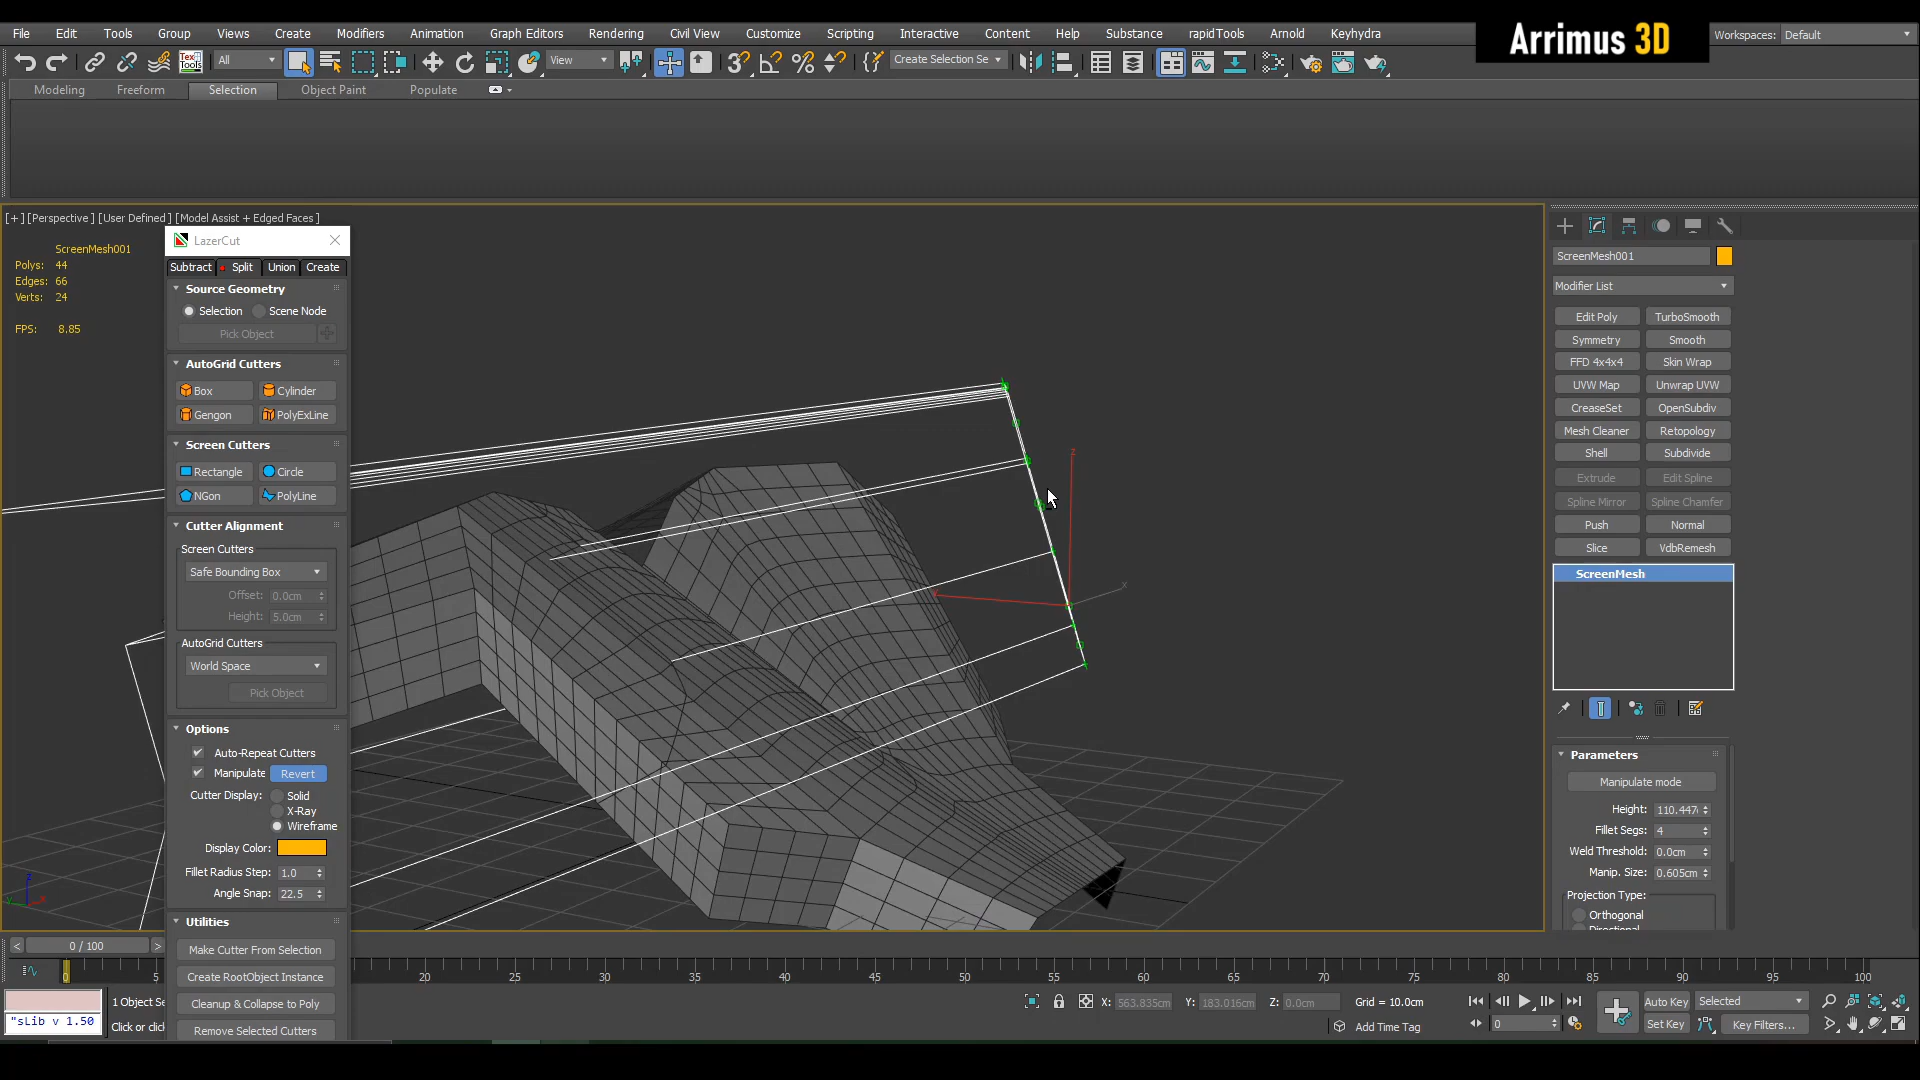 File Edit Tools Group Views Create Modifiers Animation Graph Editors Rendering Civil View Customize Scripting Interactive Content Help Substance rapidTools Arnold Keyhydra
Arrimus 3D
Workspaces: Default
All
View
Create Selection Se
Modeling Freeform Selection Object Paint Populate
[+] [Perspective ] [User Defined ] [Model Assist + Edged Faces ]
ScreenMesh001
Polys: 44
Edges: 66
Verts: 24
FPS: 8.85
LazerCut
Subtract Split Union Create
Source Geometry
Selection Scene Node
Pick Object
AutoGrid Cutters
Box Cylinder
Gengon PolyExLine
Screen Cutters
Rectangle Circle
NGon PolyLine
Cutter Alignment
Screen Cutters
Safe Bounding Box
Offset: 0.0cm
Height: 5.0cm
AutoGrid Cutters
World Space
Pick Object
Options
Auto-Repeat Cutters
Manipulate Revert
Cutter Display: Solid
X-Ray
Wireframe
Display Color:
Fillet Radius Step: 1.0
Angle Snap: 22.5
Utilities
Make Cutter From Selection
Create RootObject Instance
Cleanup & Collapse to Poly
Remove Selected Cutters
z
x
ScreenMesh001
Modifier List
Edit Poly TurboSmooth
Symmetry Smooth
FFD 4x4x4 Skin Wrap
UVW Map Unwrap UVW
CreaseSet OpenSubdiv
Mesh Cleaner Retopology
Shell Subdivide
Extrude Edit Spline
Spline Mirror Spline Chamfer
Push Normal
Slice VdbRemesh
ScreenMesh
Parameters
Manipulate mode
Height: 110.447
Fillet Segs: 4
Weld Threshold: 0.0cm
Manip. Size: 0.605cm
Projection Type:
Orthogonal
< 0 / 100 >
0 5 20 25 30 35 40 45 50 55 60 65 70 75 80 85 90 95 100
1 Object Se
"sLib v 1.50
Click or clic
X: 563.835cm Y: 183.016cm Z: 0.0cm Grid = 10.0cm
Add Time Tag
0
Auto Key Selected
Set Key Key Filters...